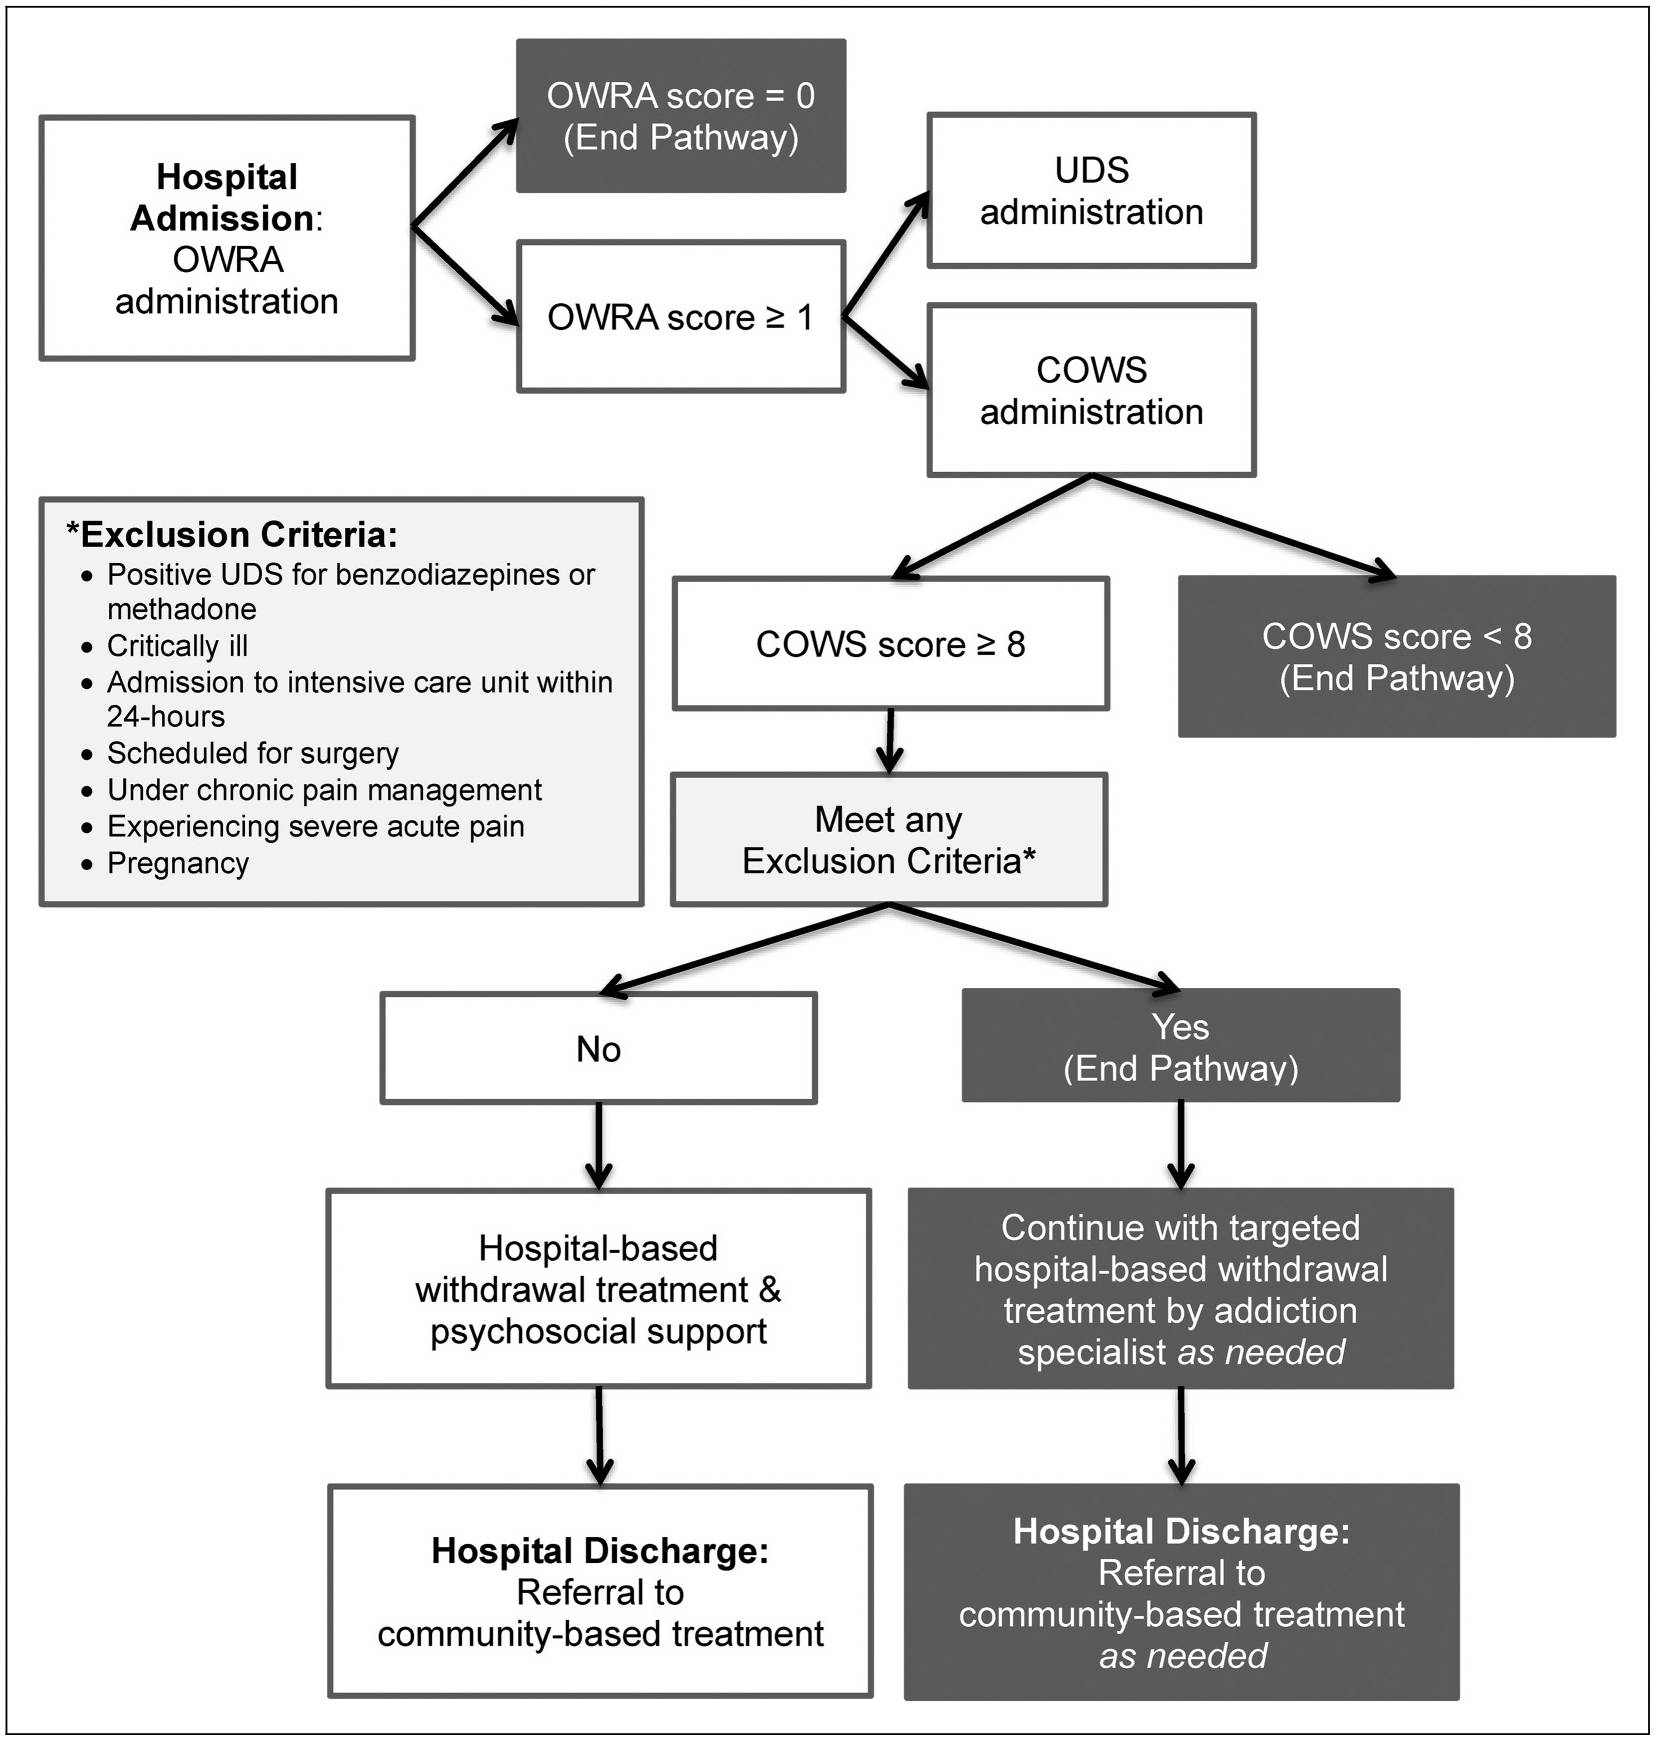 OWRA score = 0
(End Pathway)
Hospital
Admission:
OWRA
administration
UDS
administration
OWRA score ≥ 1
COWS
administration
*Exclusion Criteria:
• Positive UDS for benzodiazepines or
methadone
• Critically ill
• Admission to intensive care unit within
24-hours
• Scheduled for surgery
• Under chronic pain management
• Experiencing severe acute pain
• Pregnancy
COWS score ≥ 8
COWS score < 8
(End Pathway)
Meet any
Exclusion Criteria*
No
Yes
(End Pathway)
Hospital-based
withdrawal treatment &
psychosocial support
Continue with targeted
hospital-based withdrawal
treatment by addiction
specialist as needed
Hospital Discharge:
Referral to
community-based treatment
Hospital Discharge:
Referral to
community-based treatment
as needed